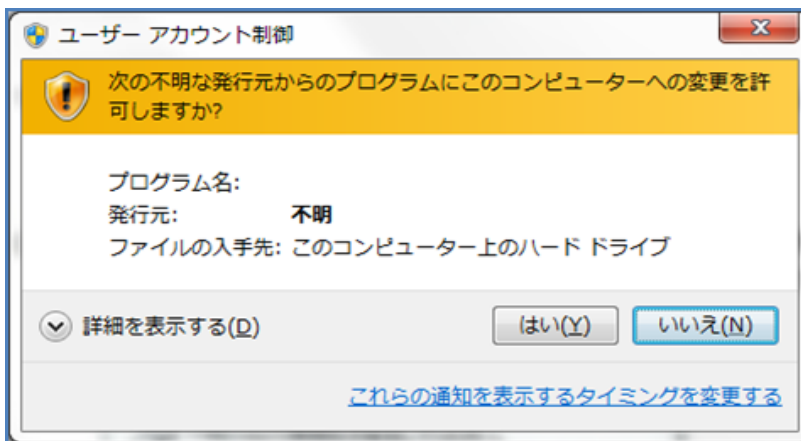 ユーザー アカウント制御
次の不明な発行元からのプログラムにこのコンピューターへの変更を許
可しますか?
プログラム名:
発行元: 不明
ファイルの入手先: このコンピューター上のハード ドライブ
詳細を表示する(D)
はい(Y) いいえ(N)
これらの通知を表示するタイミングを変更する